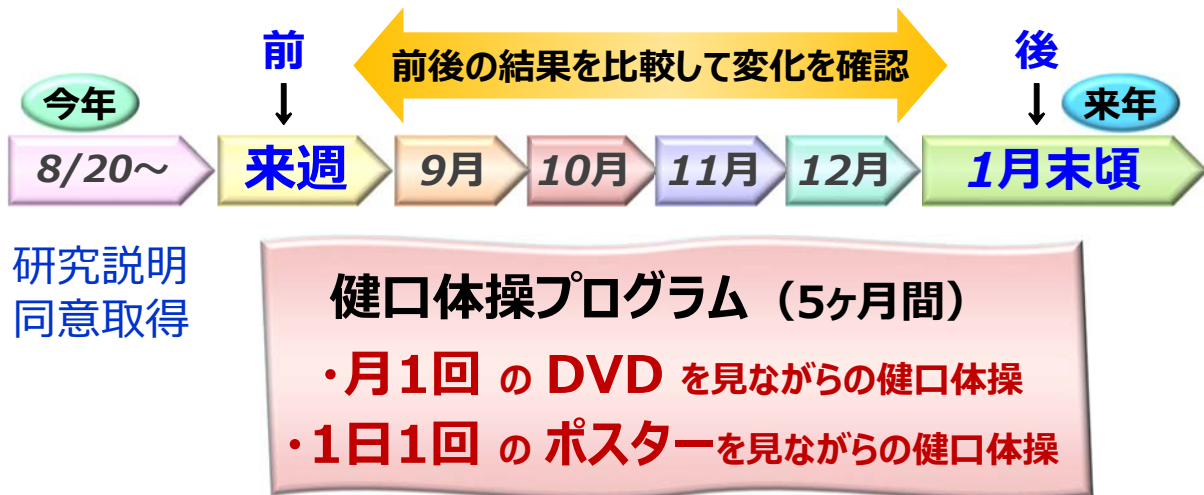 前
前後の結果を比較して変化を確認
後
今年
↓
↓
来年
8/20～
来週
9月
10月
11月
12月
1月末頃
研究説明
同意取得
健口体操プログラム（5ヶ月間）
・月1回 の DVD を見ながらの健口体操
・1日1回 の ポスターを見ながらの健口体操